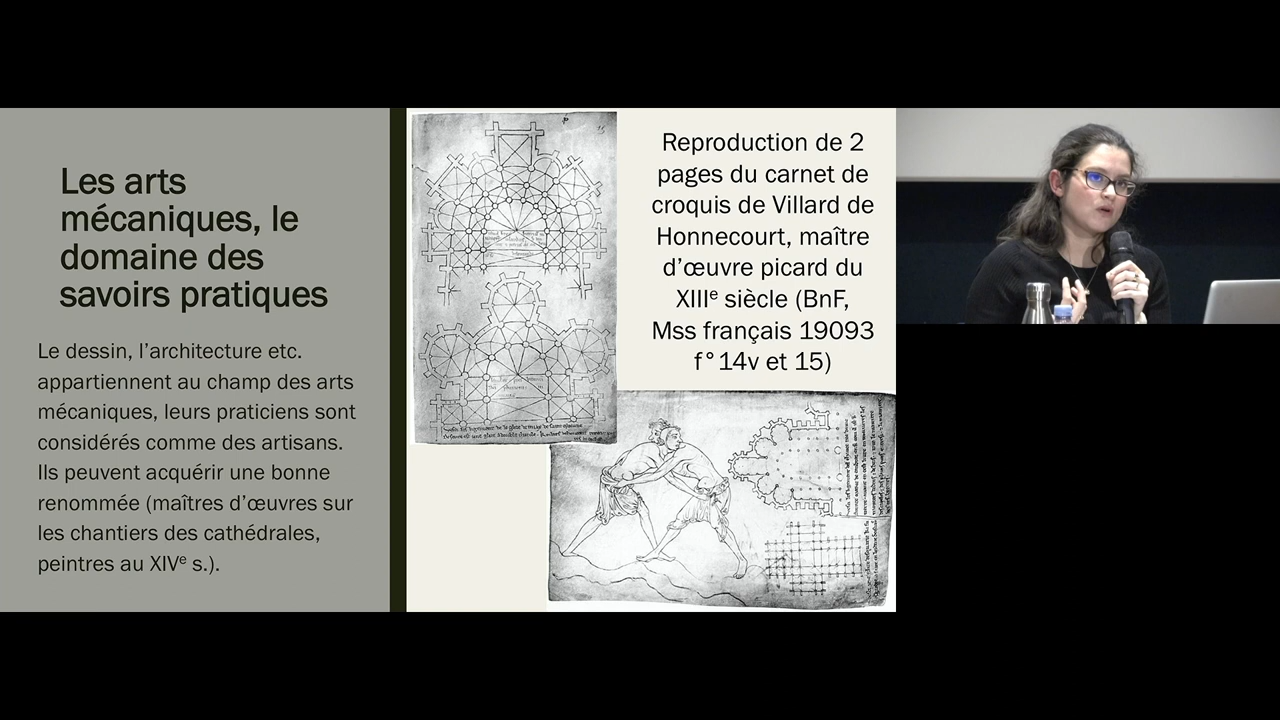 Les arts
mécaniques, le
domaine des
savoirs pratiques
Le dessin, l’architecture etc.
appartiennent au champ des arts
mécaniques, leurs praticiens sont
considérés comme des artisans.
Ils peuvent acquérir une bonne
renommée (maîtres d’œuvres sur
les chantiers des cathédrales,
peintres au XIVᵉ s.).
Reproduction de 2
pages du carnet de
croquis de Villard de
Honnecourt, maître
d’œuvre picard du
XIIIᵉ siècle (BnF,
Mss français 19093
f°14v et 15)
15